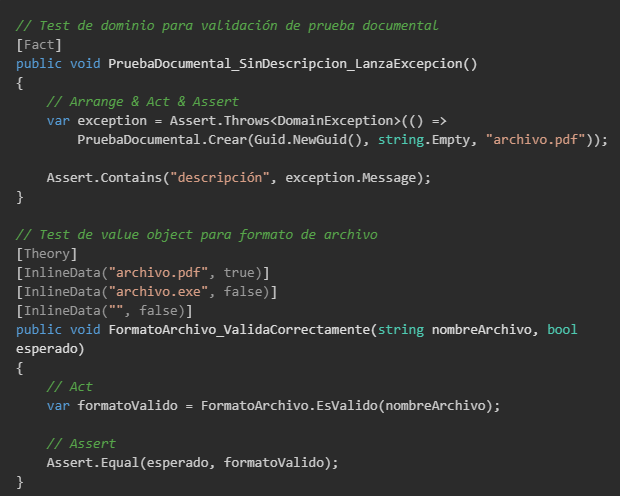 // Test de dominio para validación de prueba documental
[Fact]
public void PruebaDocumental_SinDescripcion_LanzaExcepcion()
{
    // Arrange & Act & Assert
    var exception = Assert.Throws<DomainException>(() =>
        PruebaDocumental.Crear(Guid.NewGuid(), string.Empty, "archivo.pdf"));

    Assert.Contains("descripción", exception.Message);
}

// Test de value object para formato de archivo
[Theory]
[InlineData("archivo.pdf", true)]
[InlineData("archivo.exe", false)]
[InlineData("", false)]
public void FormatoArchivo_ValidaCorrectamente(string nombreArchivo, bool
esperado)
{
    // Act
    var formatoValido = FormatoArchivo.EsValido(nombreArchivo);

    // Assert
    Assert.Equal(esperado, formatoValido);
}